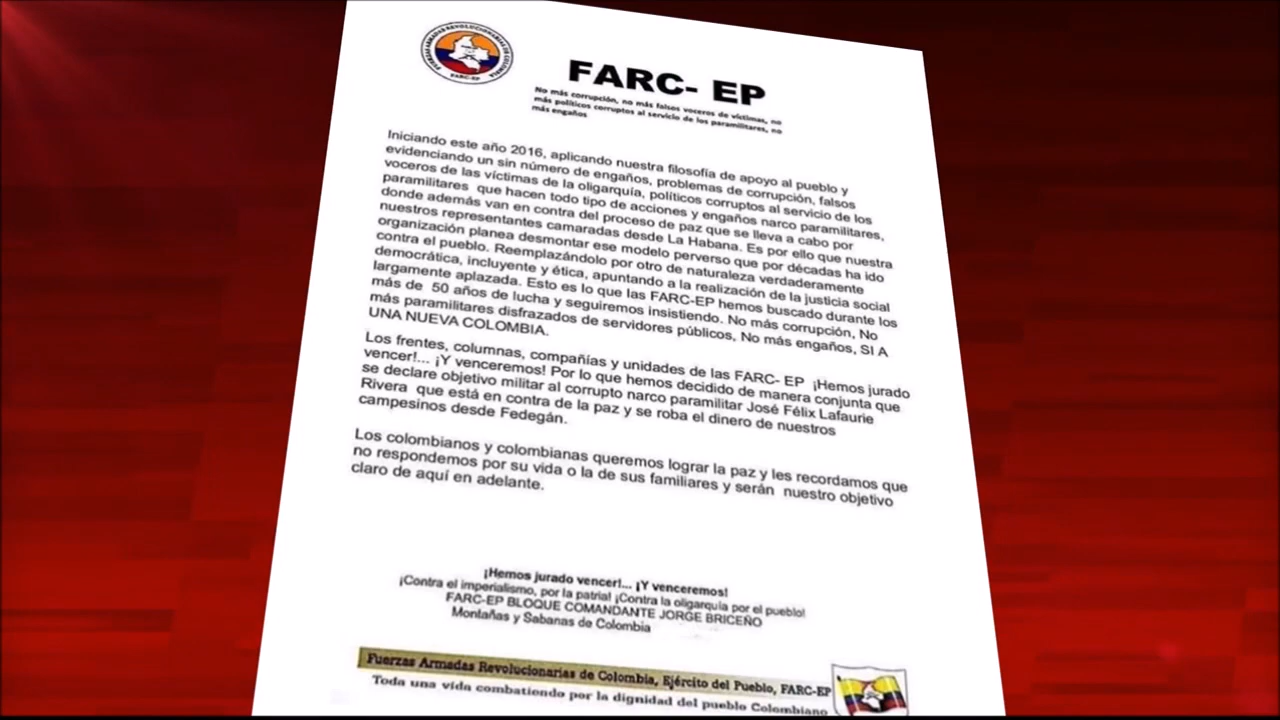 FUERZAS ARMADAS REVOLUCIONARIAS DE COLOMBIA
FARC-EP
FARC- EP
No más corrupción, no más falsos voceros de víctimas, no
más políticos corruptos al servicio de los paramilitares, no
más engaños
Iniciando este año 2016, aplicando nuestra filosofía de apoyo al pueblo y
evidenciando un sin número de engaños, problemas de corrupción, falsos
voceros de las víctimas de la oligarquía, políticos corruptos al servicio de los
paramilitares que hacen todo tipo de acciones y engaños narco paramilitares,
donde además van en contra del proceso de paz que se lleva a cabo por
nuestros representantes camaradas desde La Habana. Es por ello que nuestra
organización planea desmontar ese modelo perverso que por décadas ha ido
contra el pueblo. Reemplazándolo por otro de naturaleza verdaderamente
democrática, incluyente y ética, apuntando a la realización de la justicia social
largamente aplazada. Esto es lo que las FARC-EP hemos buscado durante los
más de 50 años de lucha y seguiremos insistiendo. No más corrupción, No
más paramilitares disfrazados de servidores públicos, No más engaños, SI A
UNA NUEVA COLOMBIA.
Los frentes, columnas, compañías y unidades de las FARC- EP ¡Hemos jurado
vencer!... ¡Y venceremos! Por lo que hemos decidido de manera conjunta que
se declare objetivo militar al corrupto narco paramilitar José Félix Lafaurie
Rivera que está en contra de la paz y se roba el dinero de nuestros
campesinos desde Fedegán.
Los colombianos y colombianas queremos lograr la paz y les recordamos que
no respondemos por su vida o la de sus familiares y serán nuestro objetivo
claro de aquí en adelante.
¡Hemos jurado vencer!... ¡Y venceremos!
¡Contra el imperialismo, por la patria! ¡Contra la oligarquía por el pueblo!
FARC-EP BLOQUE COMANDANTE JORGE BRICEÑO
Montañas y Sabanas de Colombia
Fuerzas Armadas Revolucionarias de Colombia, Ejército del Pueblo, FARC-EP
Toda una vida combatiendo por la dignidad del pueblo Colombiano